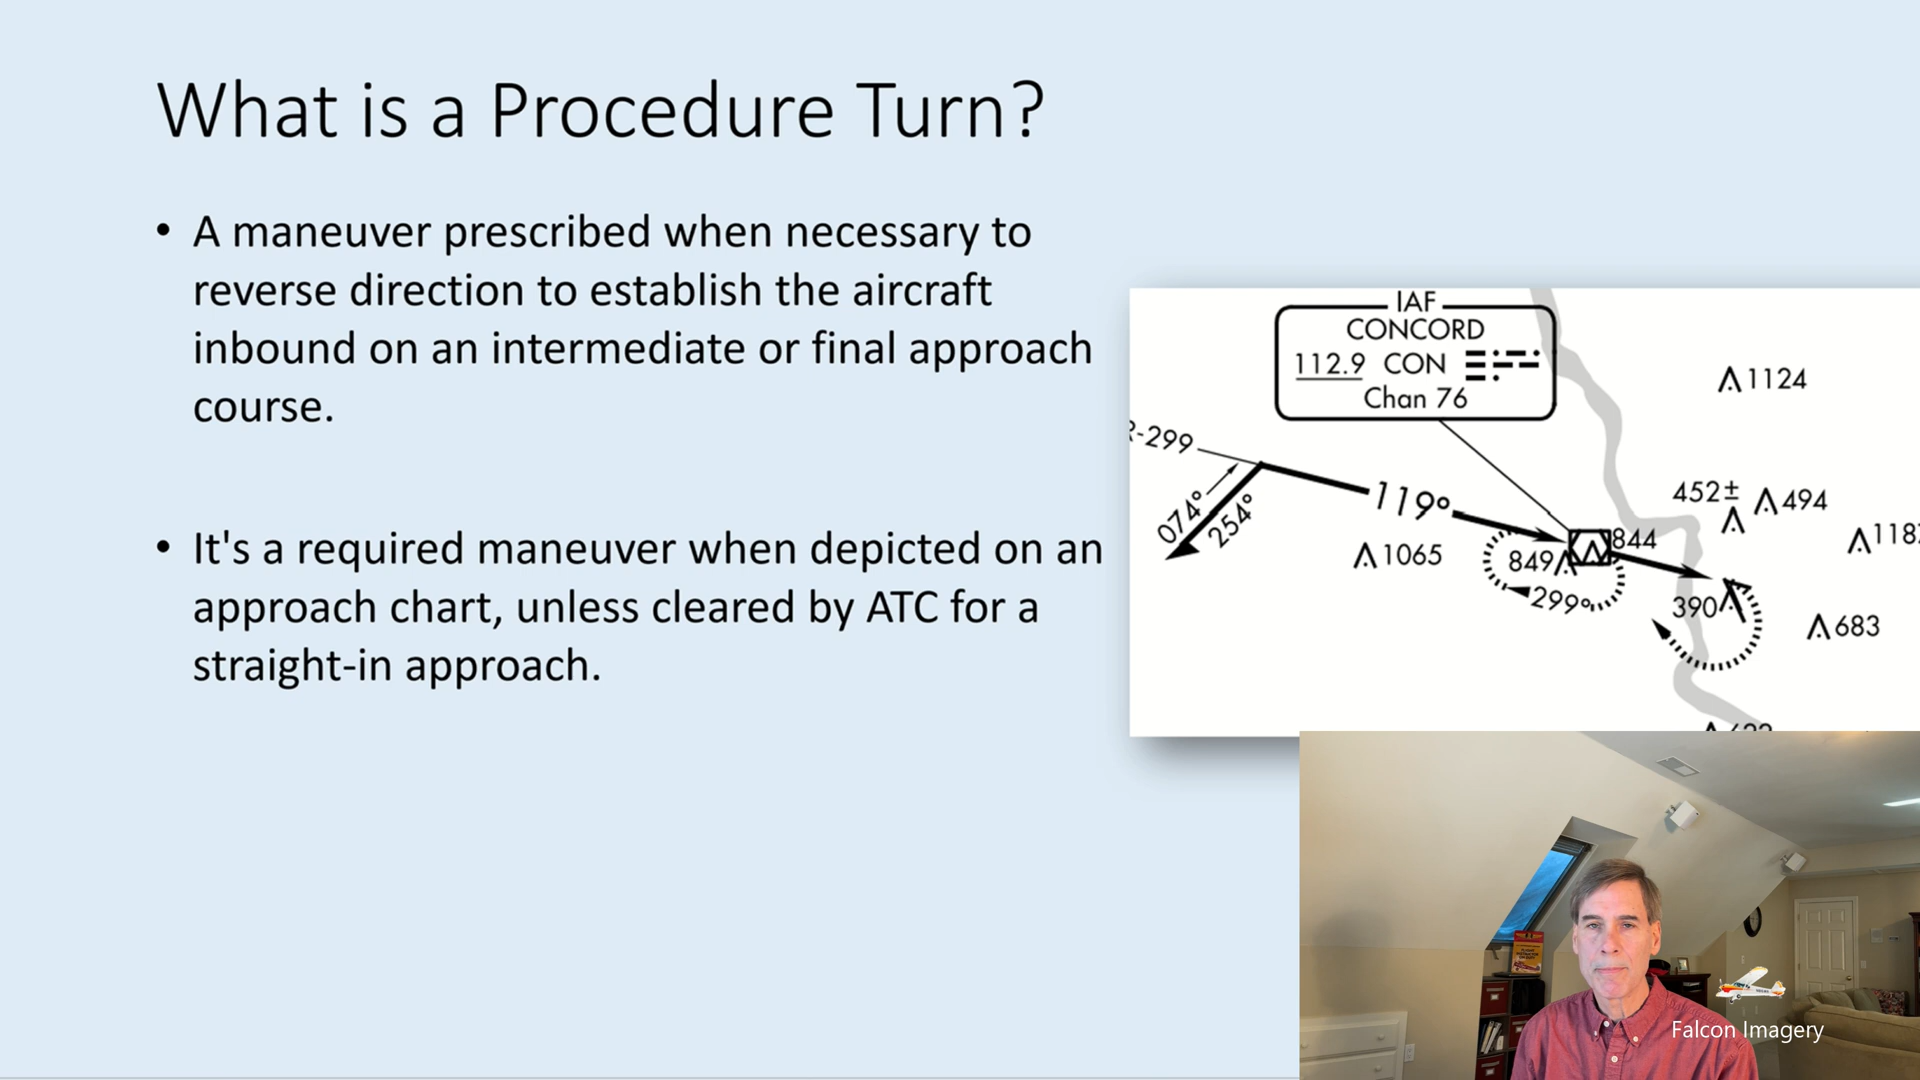 What is a Procedure Turn?
• A maneuver prescribed when necessary to
reverse direction to establish the aircraft
inbound on an intermediate or final approach
course.
• It's a required maneuver when depicted on an
approach chart, unless cleared by ATC for a
straight-in approach.
IAF
CONCORD
112.9 CON
Chan 76
1124
-299
119°
074°
254°
452±
494
844
118
1065
849
299°
390
683
Falcon Imagery